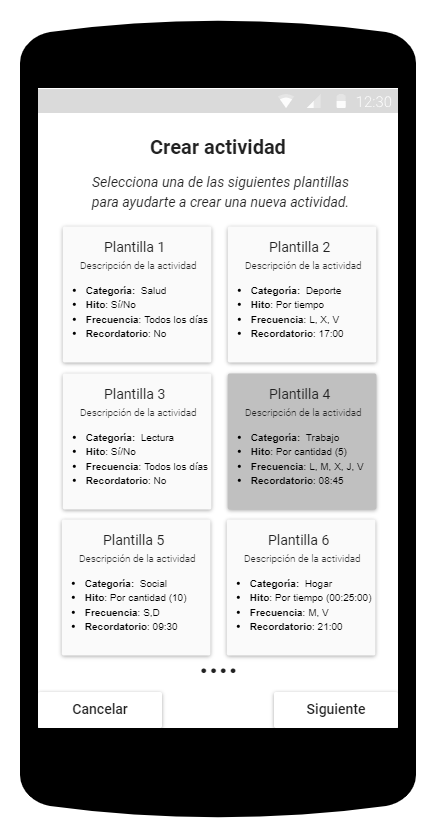 12:30
Crear actividad
Selecciona una de las siguientes plantillas
para ayudarte a crear una nueva actividad.
Plantilla 1
Descripción de la actividad
• Categoría: Salud
• Hito: Sí/No
• Frecuencia: Todos los días
• Recordatorio: No
Plantilla 2
Descripción de la actividad
• Categoría: Deporte
• Hito: Por tiempo
• Frecuencia: L, X, V
• Recordatorio: 17:00
Plantilla 3
Descripción de la actividad
• Categoría: Lectura
• Hito: Sí/No
• Frecuencia: Todos los días
• Recordatorio: No
Plantilla 4
Descripción de la actividad
• Categoría: Trabajo
• Hito: Por cantidad (5)
• Frecuencia: L, M, X, J, V
• Recordatorio: 08:45
Plantilla 5
Descripción de la actividad
• Categoría: Social
• Hito: Por cantidad (10)
• Frecuencia: S,D
• Recordatorio: 09:30
Plantilla 6
Descripción de la actividad
• Categoría: Hogar
• Hito: Por tiempo (00:25:00)
• Frecuencia: M, V
• Recordatorio: 21:00
Cancelar
Siguiente